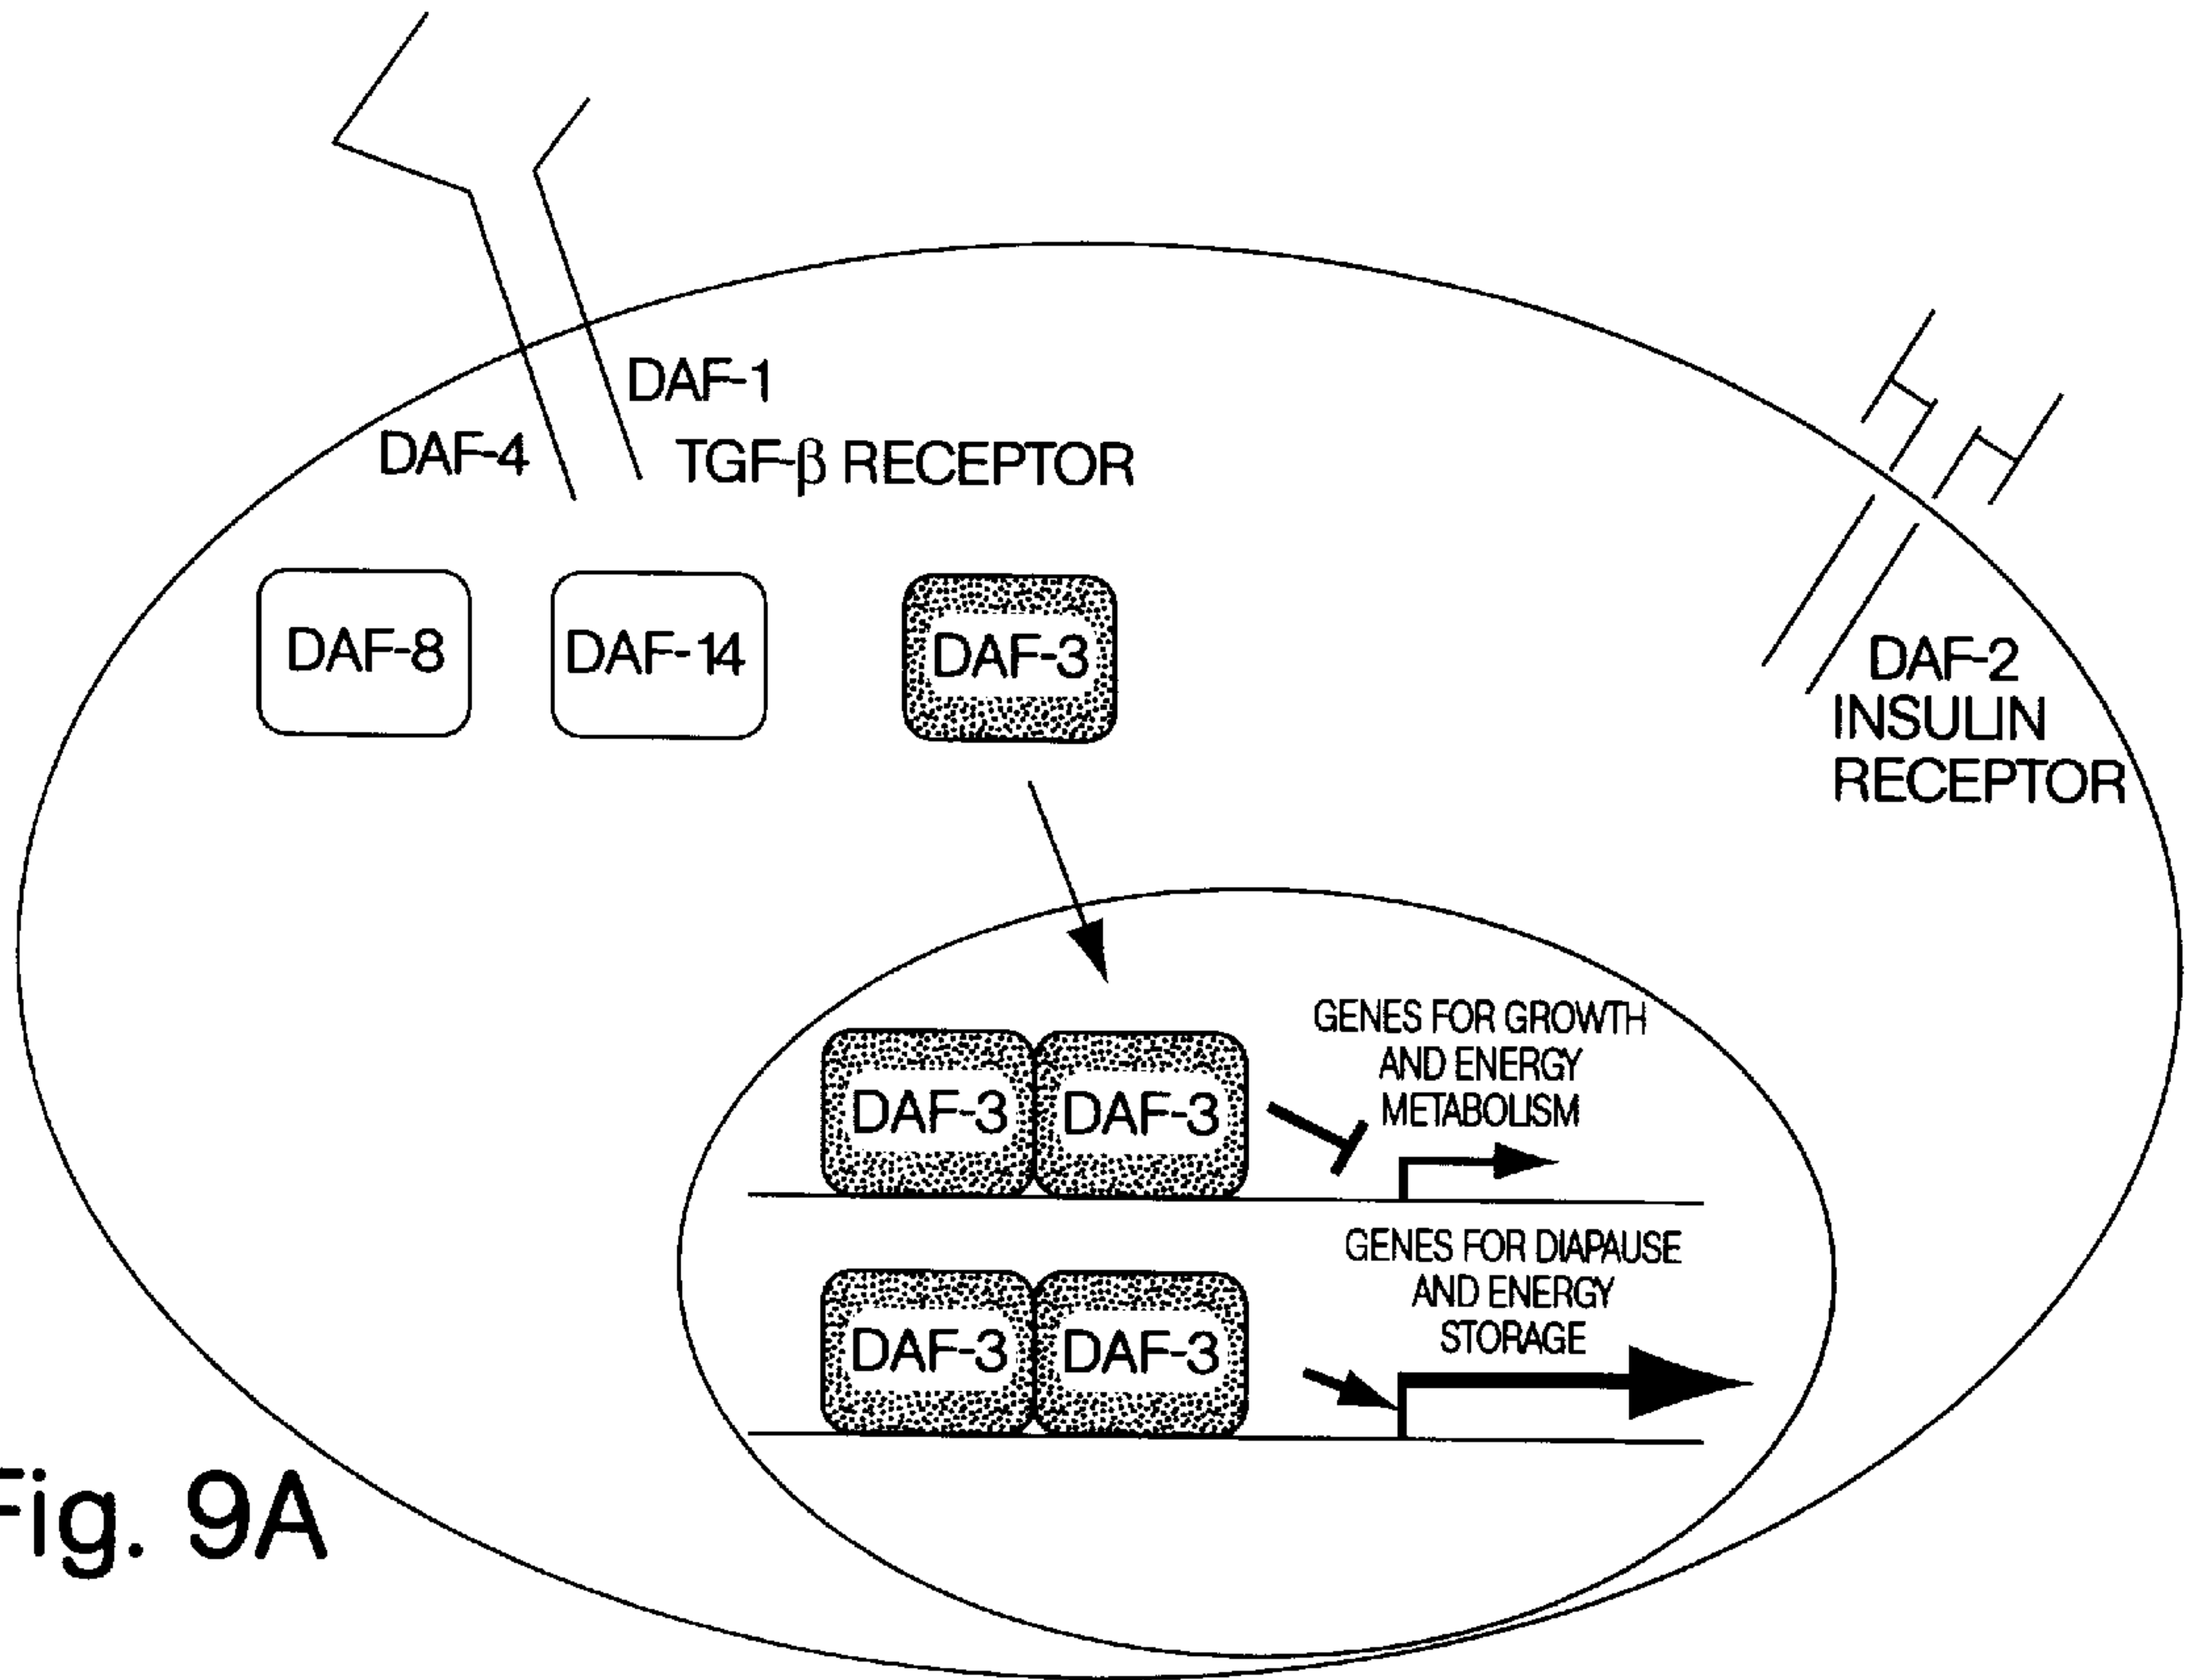 DAF-1
DAF-4
TGF-β RECEPTOR
DAF-8
DAF-14
DAF-3
DAF-2
INSULIN
RECEPTOR
GENES FOR GROWTH
AND ENERGY
METABOLISM
DAF-3
DAF-3
GENES FOR DIAPAUSE
AND ENERGY
STORAGE
DAF-3
DAF-3
Fig. 9A